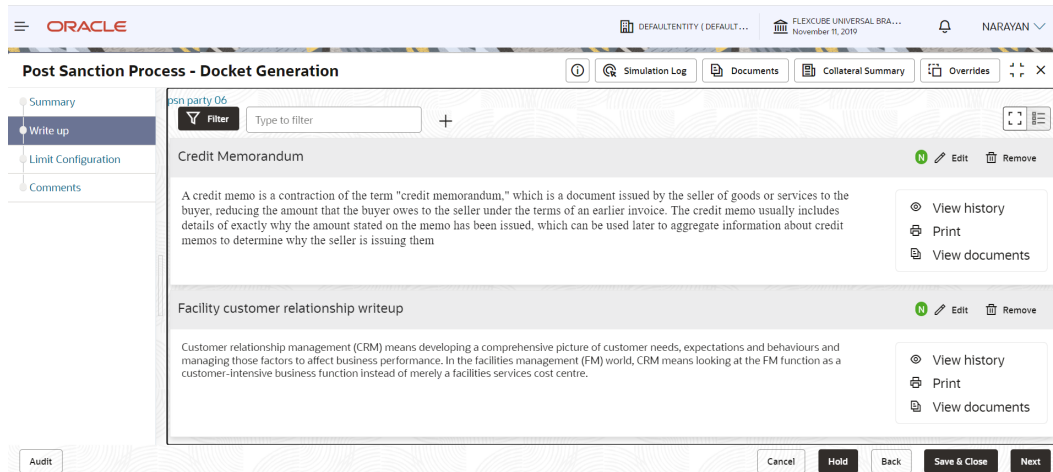 ORACLE
DEFAULTENTITY ( DEFAULT...
FLEXCUBE UNIVERSAL BRA...
November 11, 2019
NARAYAN
Post Sanction Process - Docket Generation
Simulation Log
Documents
Collateral Summary
Overrides
Summary
Write up
Limit Configuration
Comments
psn party 06
Filter
Type to filter
Credit Memorandum
N
Edit
Remove
A credit memo is a contraction of the term "credit memorandum," which is a document issued by the seller of goods or services to the
buyer, reducing the amount that the buyer owes to the seller under the terms of an earlier invoice. The credit memo usually includes
details of exactly why the amount stated on the memo has been issued, which can be used later to aggregate information about credit
memos to determine why the seller is issuing them
View history
Print
View documents
Facility customer relationship writeup
N
Edit
Remove
Customer relationship management (CRM) means developing a comprehensive picture of customer needs, expectations and behaviours and
managing those factors to affect business performance. In the facilities management (FM) world, CRM means looking at the FM function as a
customer-intensive business function instead of merely a facilities services cost centre.
View history
Print
View documents
Audit
Cancel
Hold
Back
Save & Close
Next